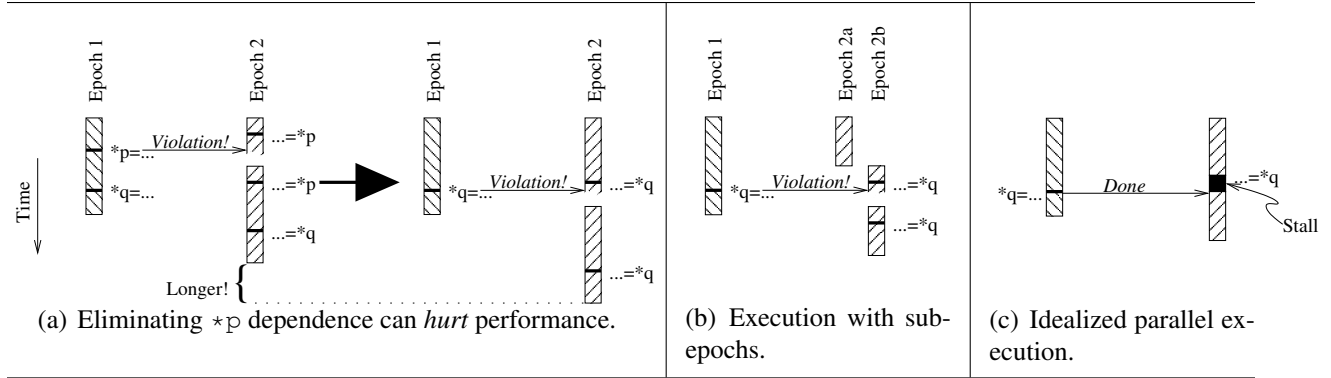 Epoch 1
Epoch 2
*p=...
Violation!
...=*p
...=*p
*q=...
...=*q
Time
Longer!
Epoch 1
Epoch 2
*q=...
Violation!
...=*q
...=*q
(a) Eliminating *p dependence can hurt performance.
Epoch 1
Epoch 2a
Epoch 2b
*q=...
Violation!
...=*q
...=*q
(b) Execution with sub-
epochs.
*q=...
Done
...=*q
Stall
(c) Idealized parallel ex-
ecution.